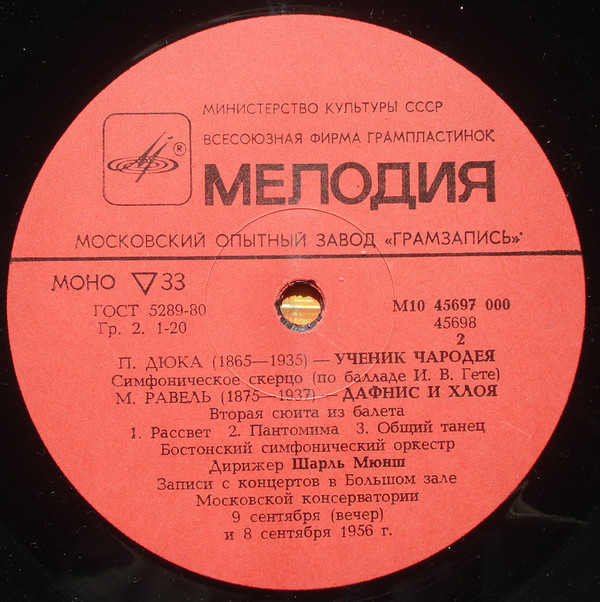 МИНИСТЕРСТВО КУЛЬТУРЫ СССР
ВСЕСОЮЗНАЯ ФИРМА ГРАМПЛАСТИНОК
®
МЕЛОДИЯ
МОСКОВСКИЙ ОПЫТНЫЙ ЗАВОД «ГРАМЗАПИСЬ»
МОНО ▽33
ГОСТ 5289-80
М10 45697 000
Гр. 2. 1-20
45698
2
П. ДЮКА (1865—1935) — УЧЕНИК ЧАРОДЕЯ
Симфоническое скерцо (по балладе И. В. Гете)
М. РАВЕЛЬ (1875—1937) — ДАФНИС И ХЛОЯ
Вторая сюита из балета
1. Рассвет 2. Пантомима 3. Общий танец
Бостонский симфонический оркестр
Дирижер Шарль Мюнш
Записи с концертов в Большом зале
Московской консерватории
9 сентября (вечер)
и 8 сентября 1956 г.